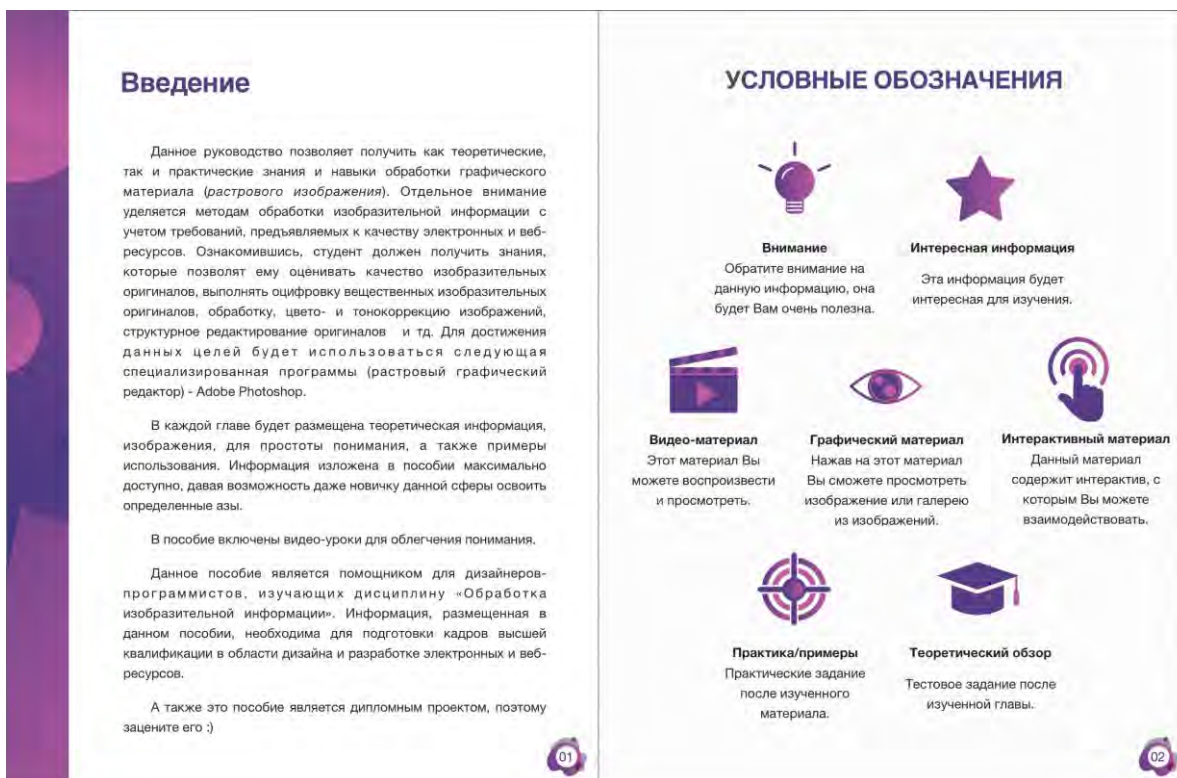 Введение
Данное руководство позволяет получить как теоретические,
так и практические знания и навыки обработки графического
материала (растрового изображения). Отдельное внимание
уделяется методам обработки изобразительной информации с
учетом требований, предъявляемых к качеству электронных и веб-
ресурсов. Ознакомившись, студент должен получить знания,
которые позволят ему оценивать качество изобразительных
оригиналов, выполнять оцифровку вещественных изобразительных
оригиналов, обработку, цвето- и тонокоррекцию изображений,
структурное редактирование оригиналов и тд. Для достижения
данных целей будет использоваться следующая
специализированная программы (растровый графический
редактор) - Adobe Photoshop.
В каждой главе будет размещена теоретическая информация,
изображения, для простоты понимания, а также примеры
использования. Информация изложена в пособии максимально
доступно, давая возможность даже новичку данной сферы освоить
определенные азы.
В пособие включены видео-уроки для облегчения понимания.
Данное пособие является помощником для дизайнеров-
программистов, изучающих дисциплину «Обработка
изобразительной информации». Информация, размещенная в
данном пособии, необходима для подготовки кадров высшей
квалификации в области дизайна и разработке электронных и веб-
ресурсов.
А также это пособие является дипломным проектом, поэтому
зацените его :)
01
УСЛОВНЫЕ ОБОЗНАЧЕНИЯ
Внимание
Обратите внимание на
данную информацию, она
будет Вам очень полезна.
Интересная информация
Эта информация будет
интересная для изучения.
Видео-материал
Этот материал Вы
можете воспроизвести
и просмотреть.
Графический материал
Нажав на этот материал
Вы сможете просмотреть
изображение или галерею
из изображений.
Интерактивный материал
Данный материал
содержит интерактив, с
которым Вы можете
взаимодействовать.
Практика/примеры
Практические задание
после изученного
материала.
Теоретический обзор
Тестовое задание после
изученной главы.
02